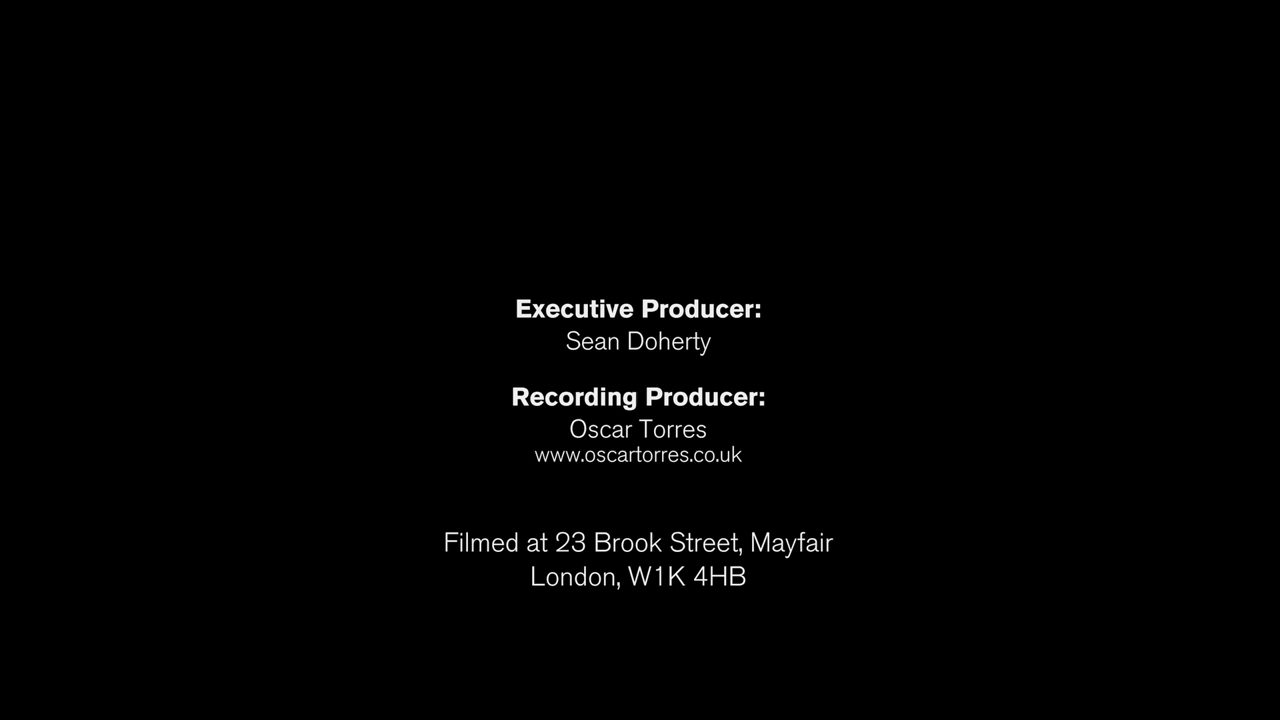 Executive Producer:
Sean Doherty
Recording Producer:
Oscar Torres
www.oscartorres.co.uk
Filmed at 23 Brook Street, Mayfair
London, W1K 4HB